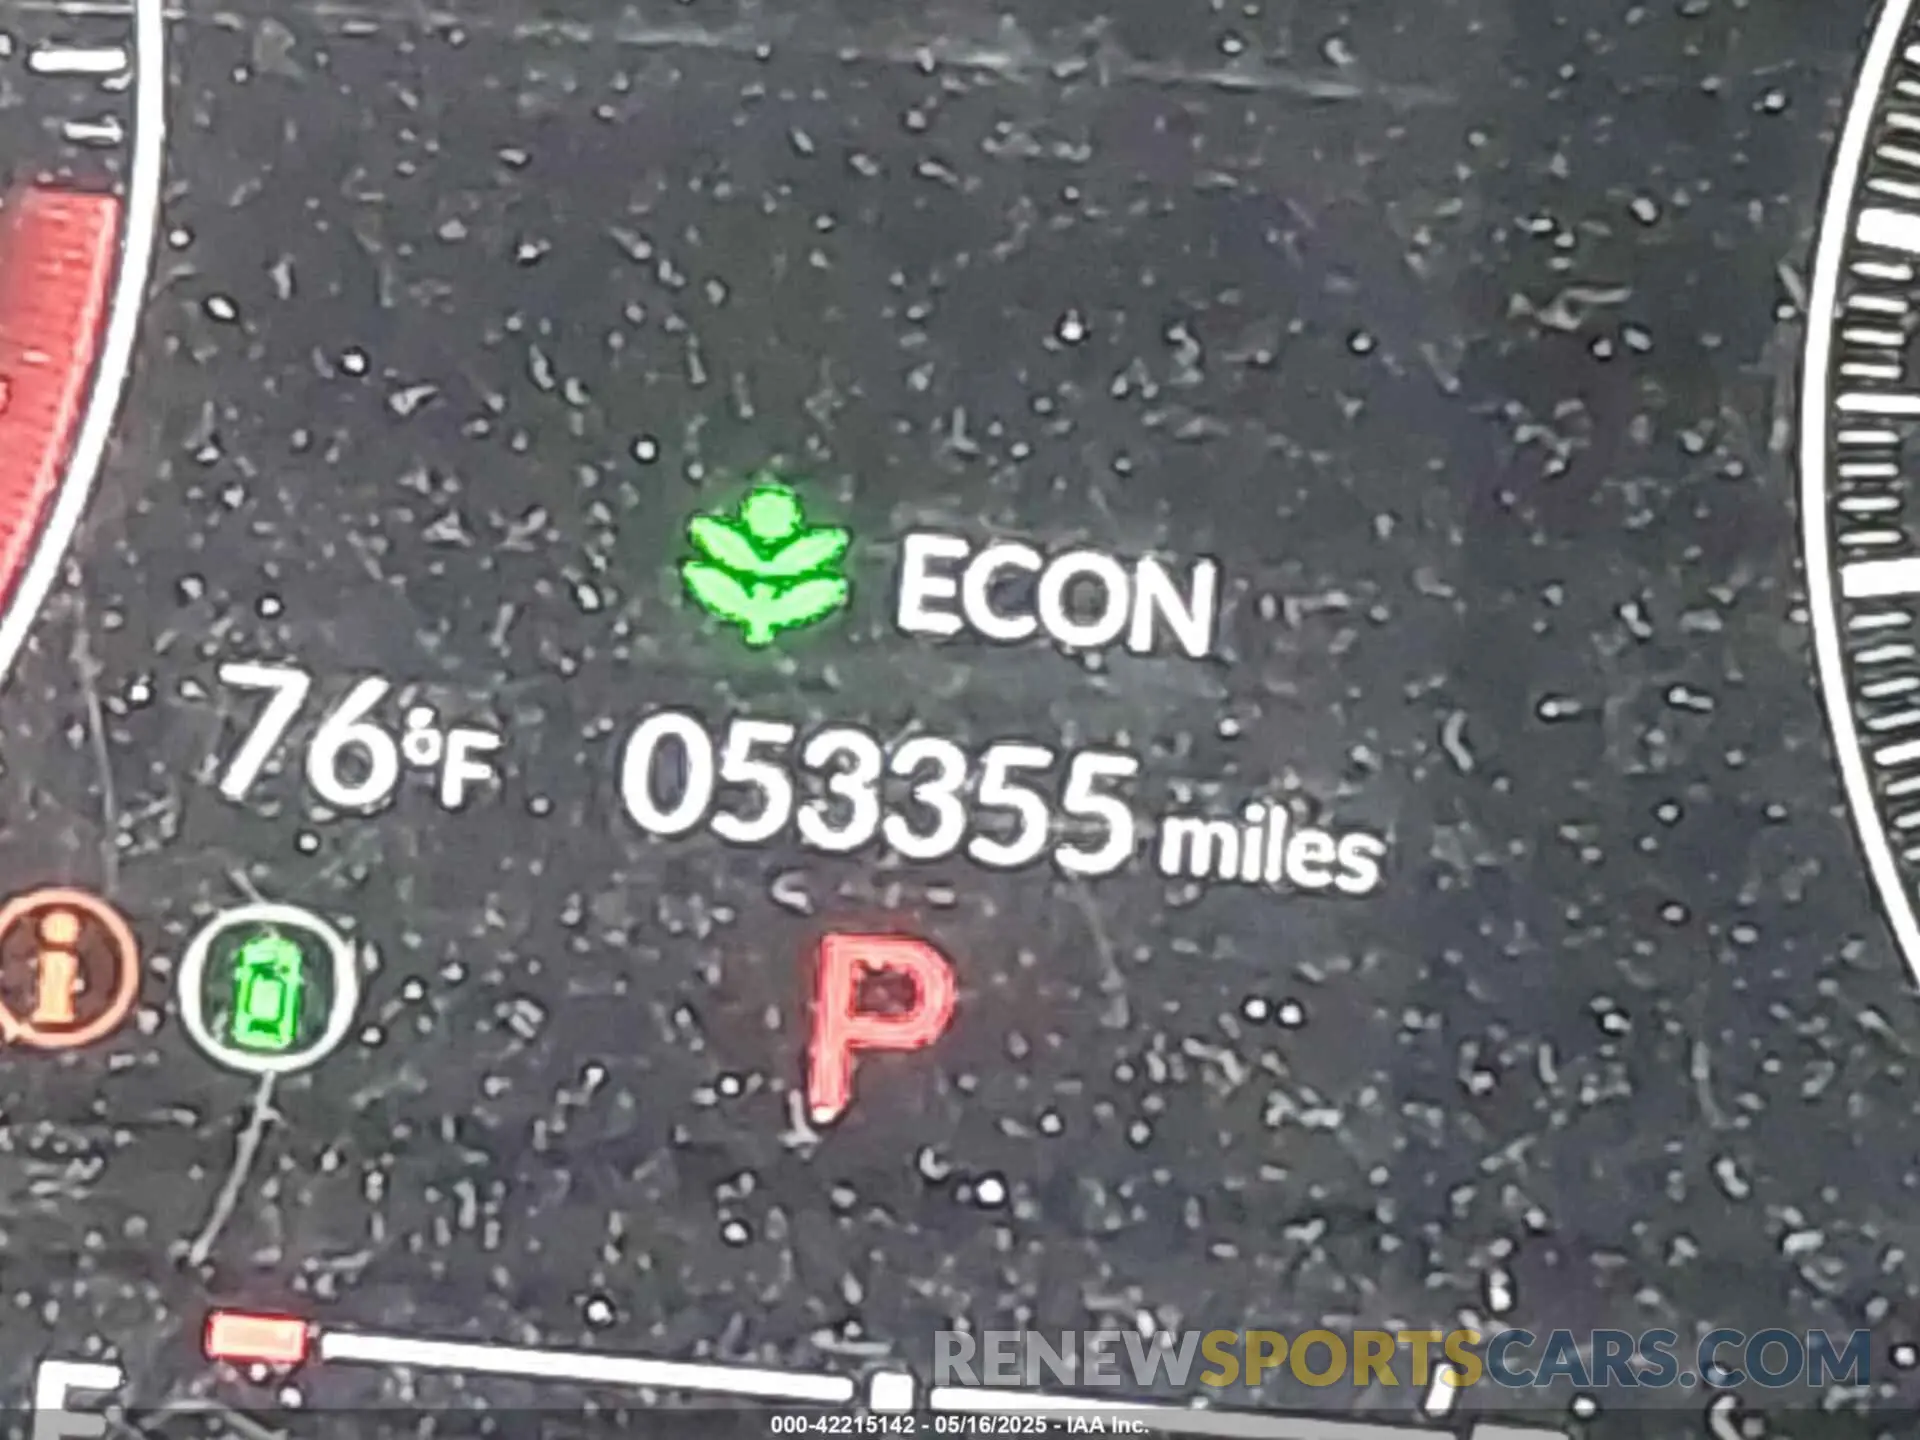 ECON
76°F 053355 miles
P
E
RENEWSPORTSCARS.COM
000-42215142 - 05/16/2025 - IAA Inc.